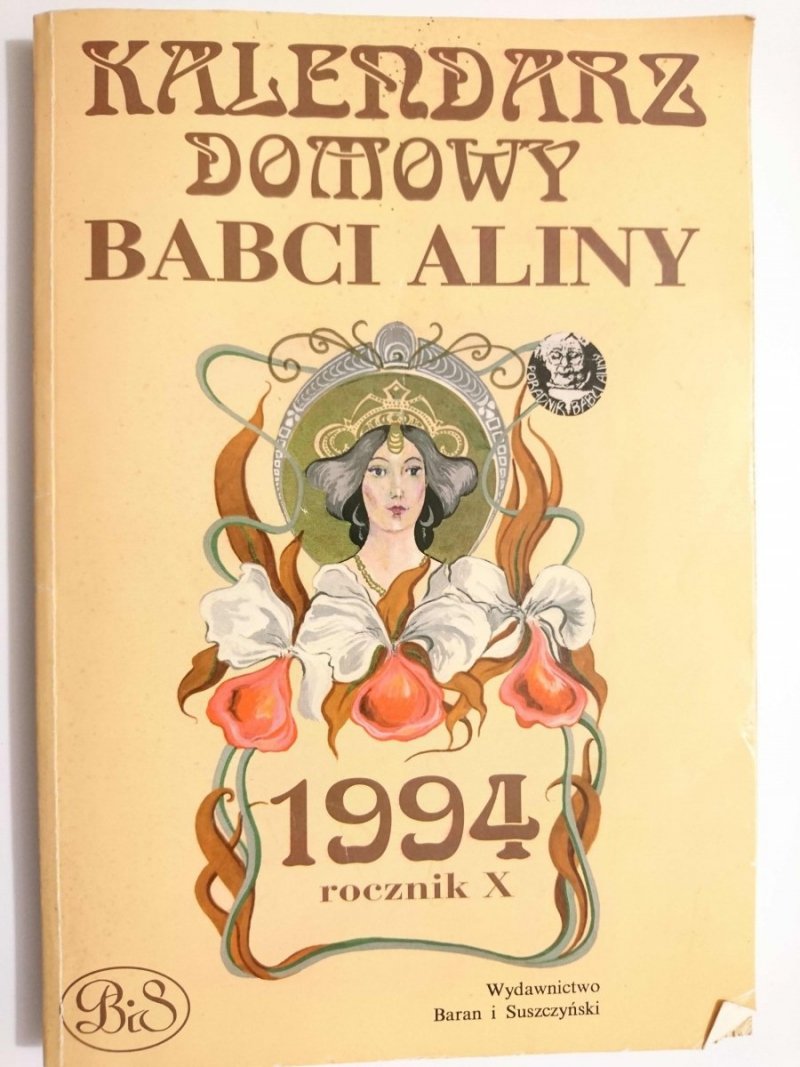 KALENDARZ
DOMOWY
BABCI ALINY
PORADNIK BABCI ALINY
1994
rocznik X
BiS
Wydawnictwo
Baran i Suszczyński